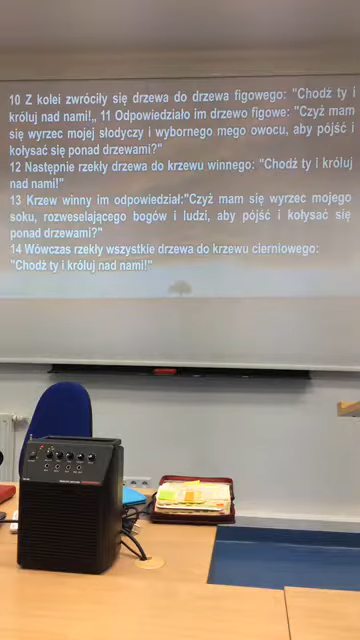 10 Z kolei zwróciły się drzewa do drzewa figowego: "Chodź ty i
króluj nad nami!„ 11 Odpowiedziało im drzewo figowe: "Czyż mam
się wyrzec mojej słodyczy i wybornego mego owocu, aby pójść i
kołysać się ponad drzewami?"
12 Następnie rzekły drzewa do krzewu winnego: "Chodź ty i króluj
nad nami!"
13 Krzew winny im odpowiedział:"Czyż mam się wyrzec mojego
soku, rozweselającego bogów i ludzi, aby pójść i kołysać się
ponad drzewami?"
14 Wówczas rzekły wszystkie drzewa do krzewu cierniowego:
"Chodź ty i króluj nad nami!"